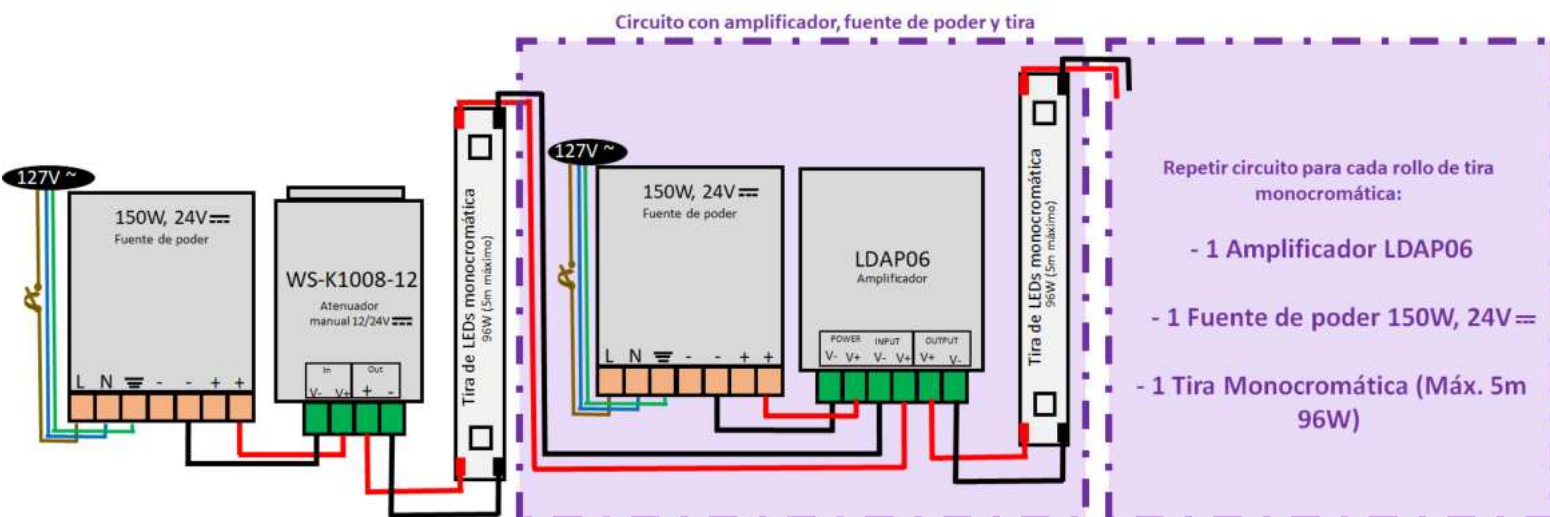 Circuito con amplificador, fuente de poder y tira
127V ~
150W, 24V ⎓
Fuente de poder
L N ⏚ - - + +
WS-K1008-12
Atenuador
manual 12/24V ⎓
In Out
V- V+ + -
Tira de LEDs monocromática
96W (5m máximo)
127V ~
150W, 24V ⎓
Fuente de poder
L N ⏚ - - + +
LDAP06
Amplificador
POWER INPUT OUTPUT
V- V+ V- V+ V+ V-
Tira de LEDs monocromática
96W (5m máximo)
Repetir circuito para cada rollo de tira
monocromática:
- 1 Amplificador LDAP06
- 1 Fuente de poder 150W, 24V ⎓
- 1 Tira Monocromática (Máx. 5m
96W)